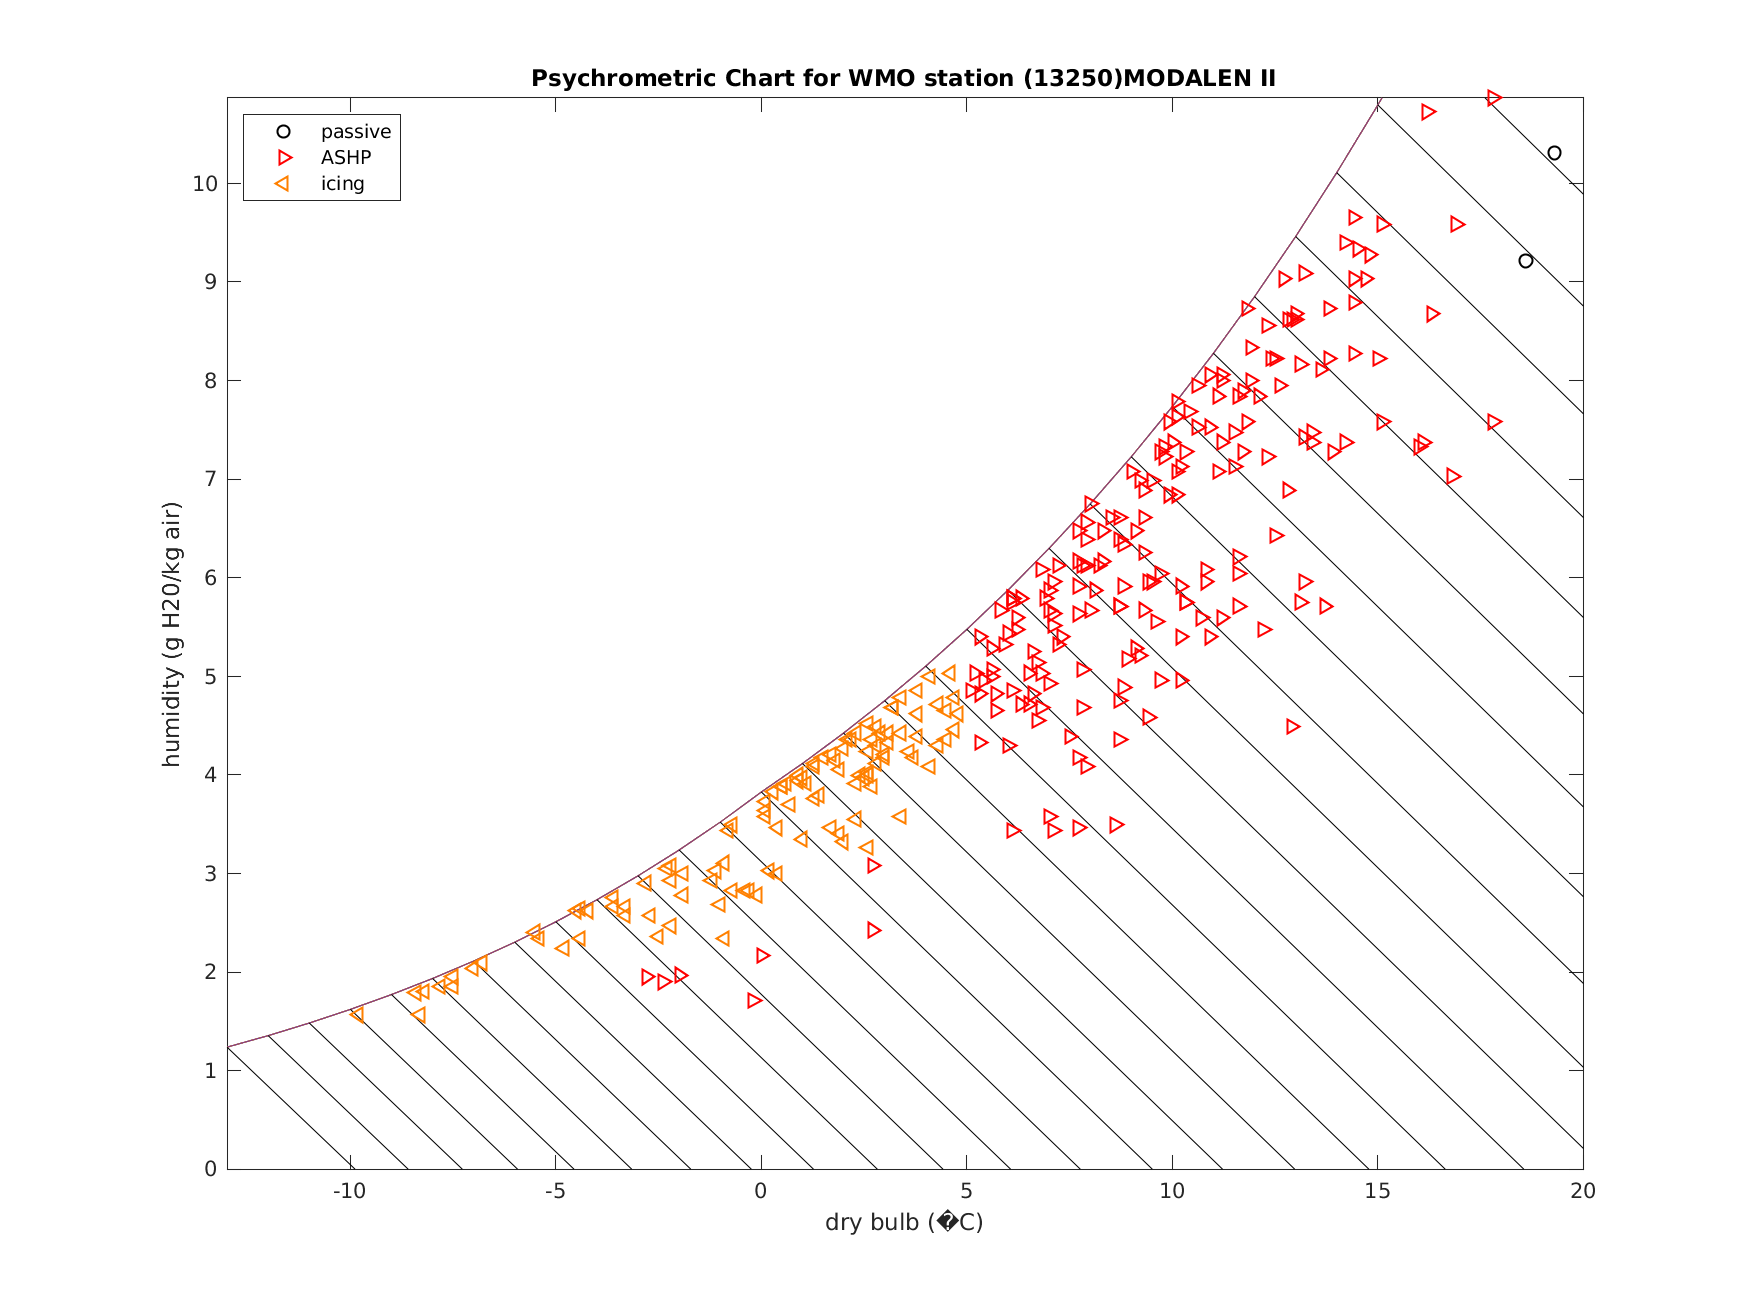 Psychrometric Chart for WMO station (13250)MODALEN II
passive
ASHP
icing
10
9
8
7
6
5
4
3
2
1
0
humidity (g H20/kg air)
-10 -5 0 5 10 15 20
dry bulb (�C)